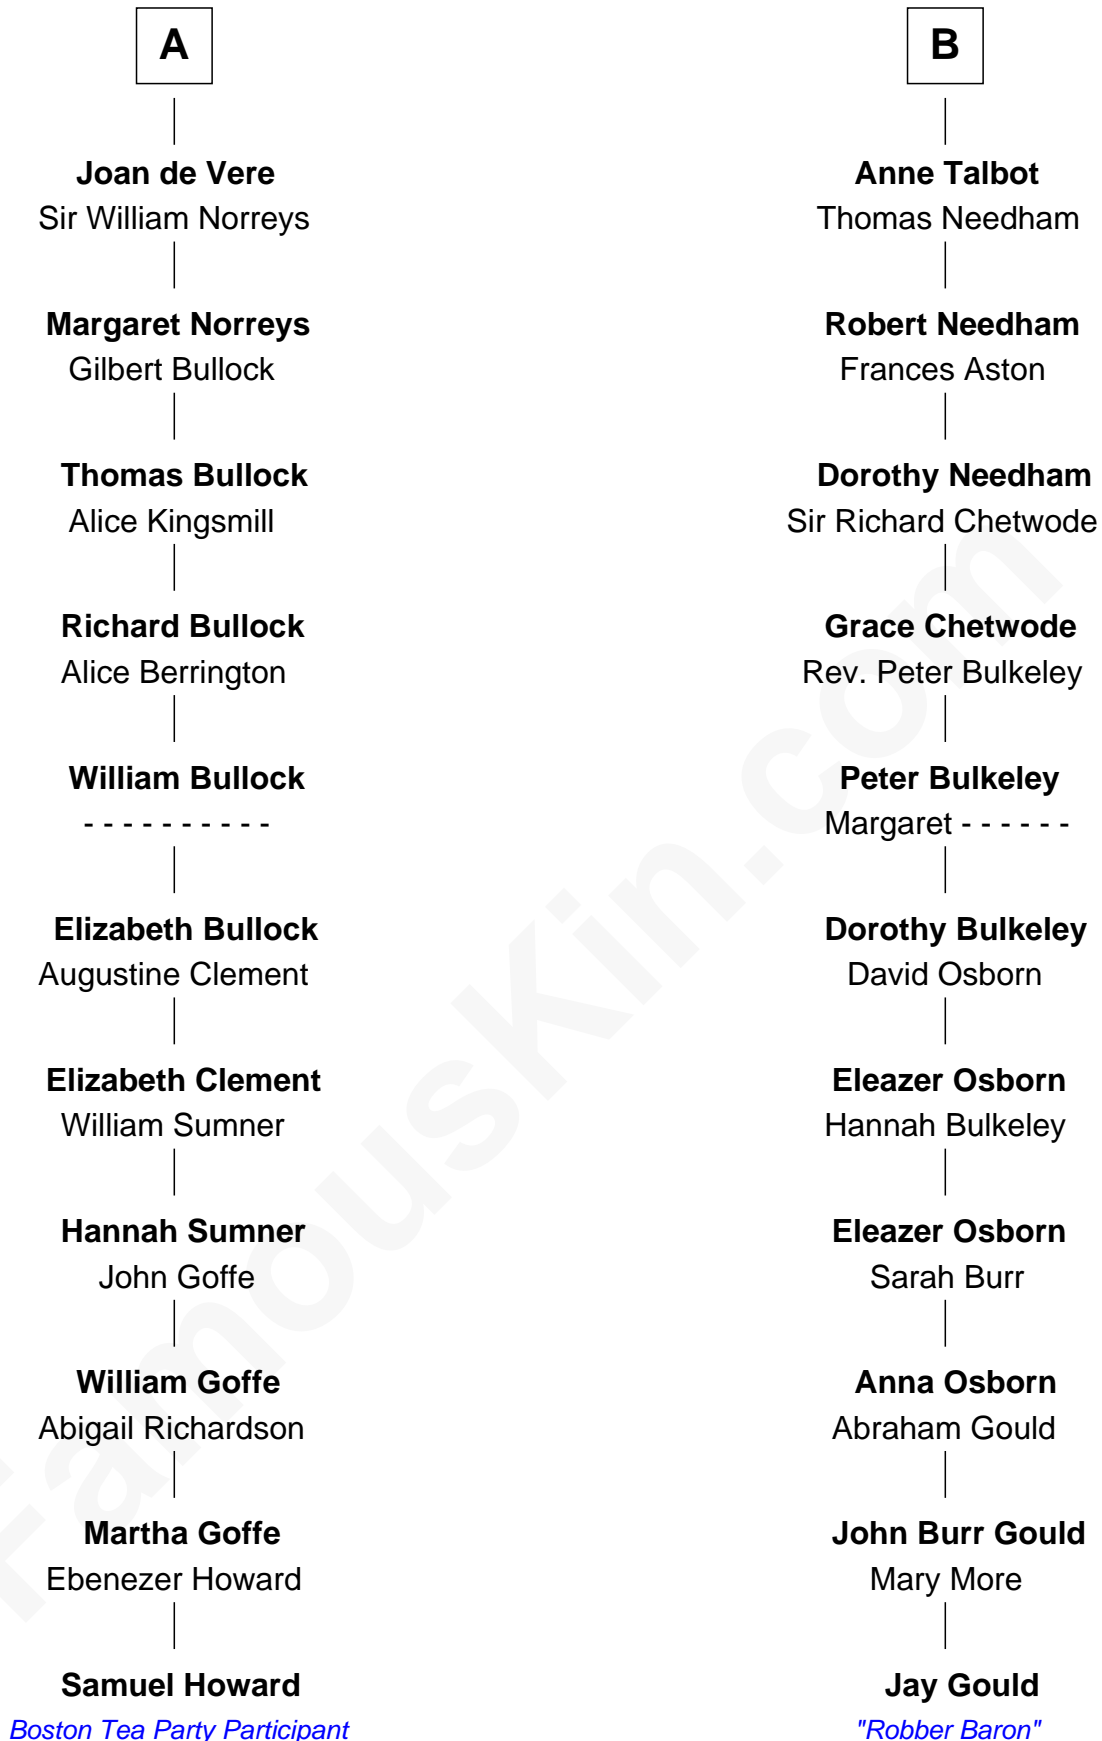 A
Joan de Vere
Sir William Norreys
Margaret Norreys
Gilbert Bullock
Thomas Bullock
Alice Kingsmill
Richard Bullock
Alice Berrington
William Bullock
- - - - - - - - - -
Elizabeth Bullock
Augustine Clement
Elizabeth Clement
William Sumner
Hannah Sumner
John Goffe
William Goffe
Abigail Richardson
Martha Goffe
Ebenezer Howard
Samuel Howard
Boston Tea Party Participant
B
Anne Talbot
Thomas Needham
Robert Needham
Frances Aston
Dorothy Needham
Sir Richard Chetwode
Grace Chetwode
Rev. Peter Bulkeley
Peter Bulkeley
Margaret - - - - - -
Dorothy Bulkeley
David Osborn
Eleazer Osborn
Hannah Bulkeley
Eleazer Osborn
Sarah Burr
Anna Osborn
Abraham Gould
John Burr Gould
Mary More
Jay Gould
"Robber Baron"
FamousKin.com